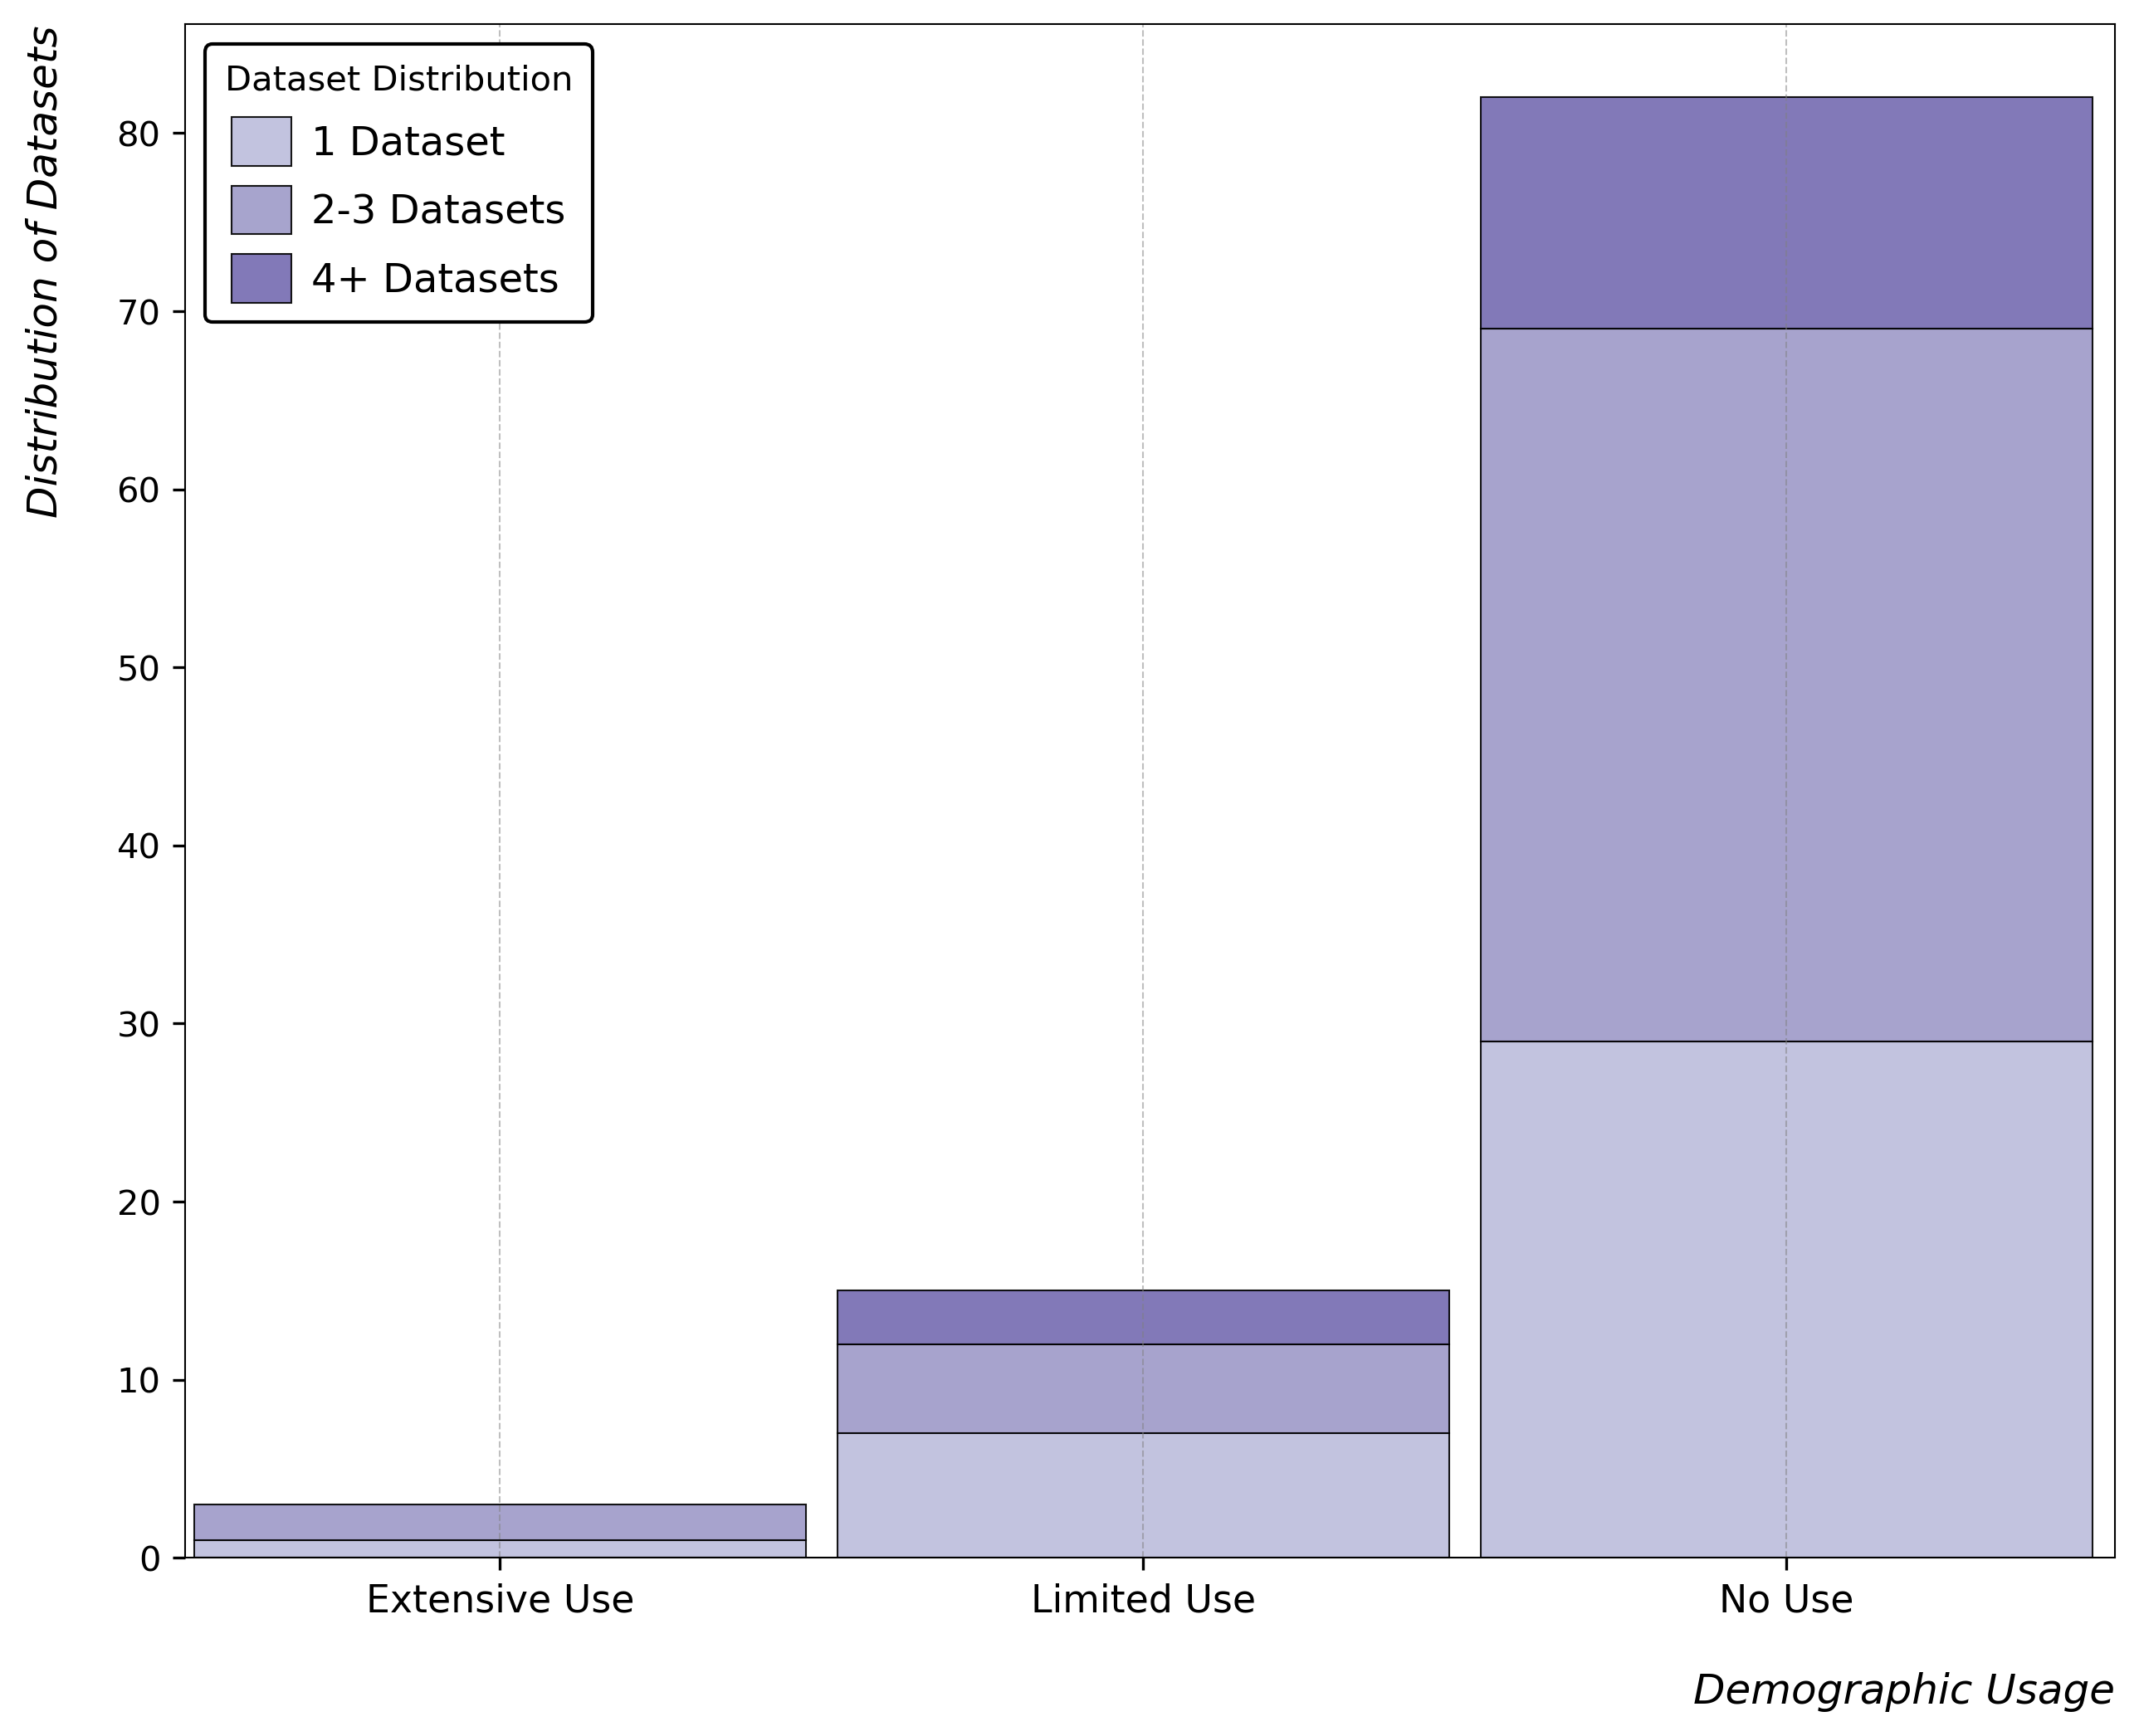 Distribution of Datasets
Dataset Distribution
1 Dataset
2-3 Datasets
4+ Datasets
80
70
60
50
40
30
20
10
0
Extensive Use
Limited Use
No Use
Demographic Usage